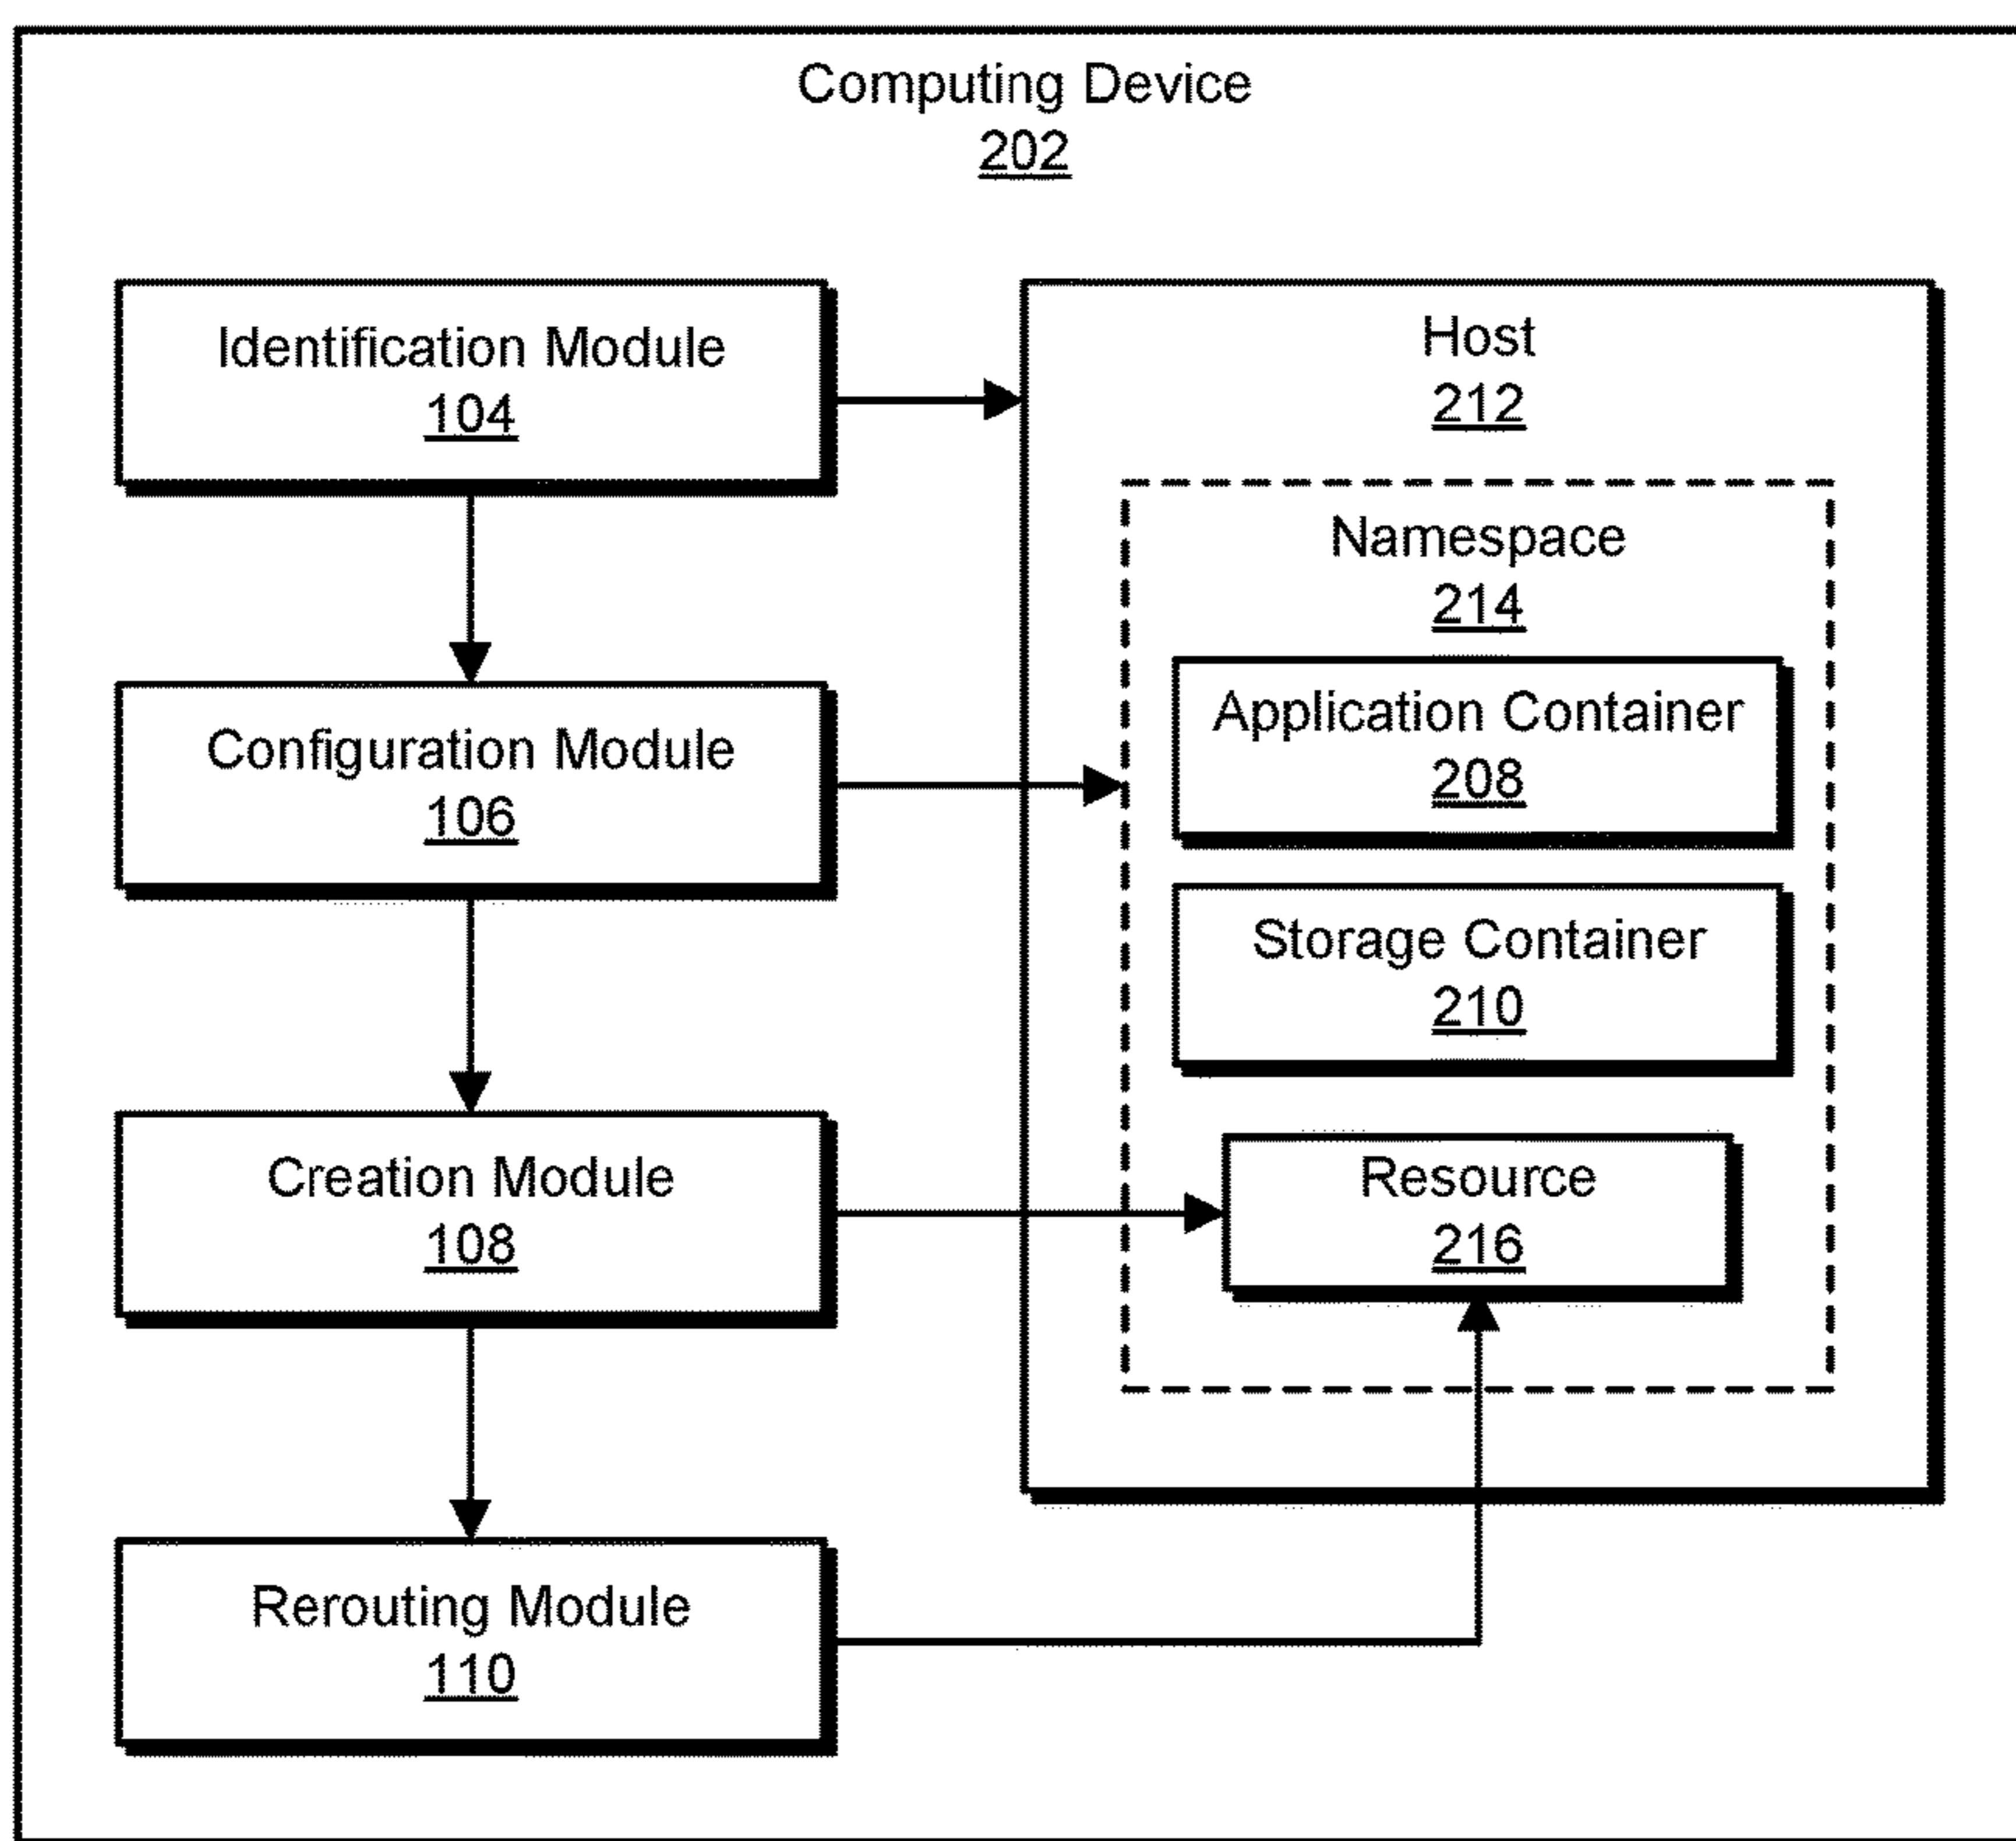 Computing Device
202
Identification Module
104
Configuration Module
106
Creation Module
108
Rerouting Module
110
Host
212
Namespace
214
Application Container
208
Storage Container
210
Resource
216